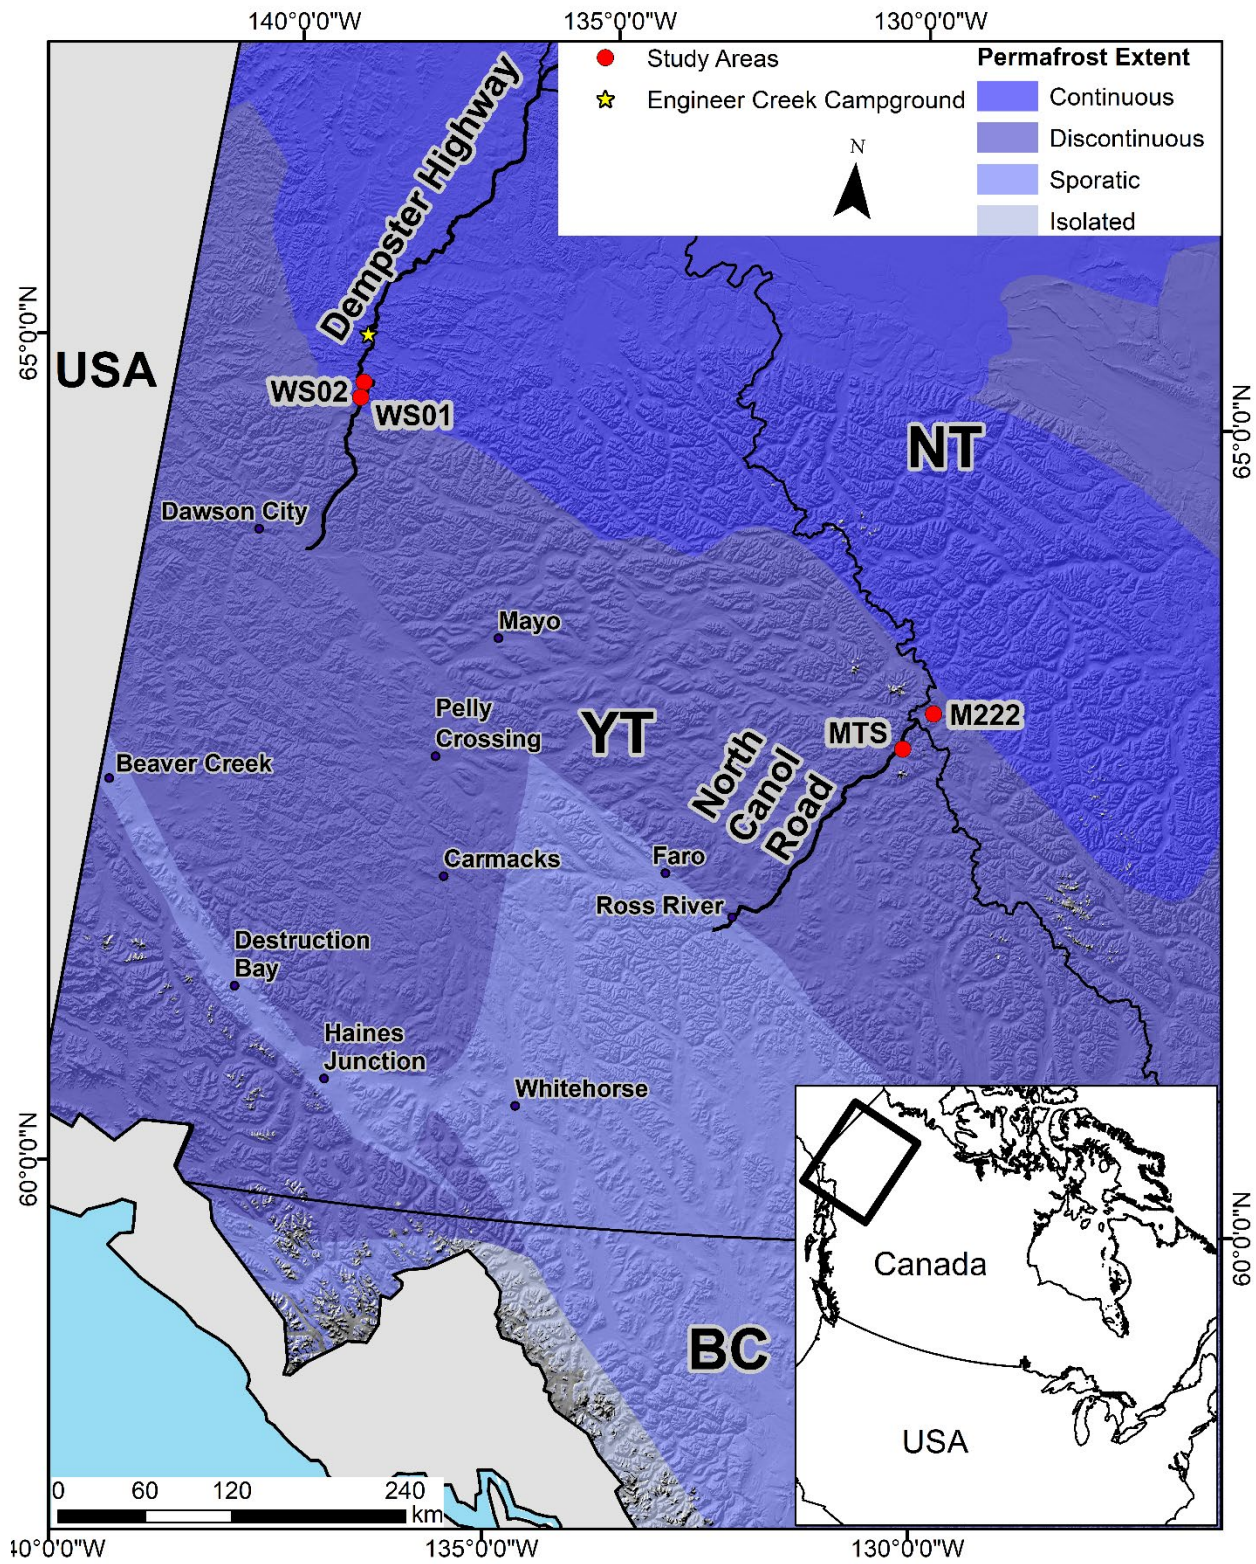 140°0'0"W
135°0'0"W
130°0'0"W
Study Areas
Engineer Creek Campground
N
Permafrost Extent
Continuous
Discontinuous
Sporatic
Isolated
Dempster Highway
65°0'0"N
USA
WS02
WS01
NT
65°0'0"N
Dawson City
Mayo
Pelly
Crossing
YT
MTS
M222
North
Canol
Road
Beaver Creek
Carmacks
Faro
Ross River
Destruction
Bay
Haines
Junction
Whitehorse
60°0'0"N
60°0'0"N
BC
Canada
USA
0 60 120 240
km
40°0'0"W
135°0'0"W
130°0'0"W